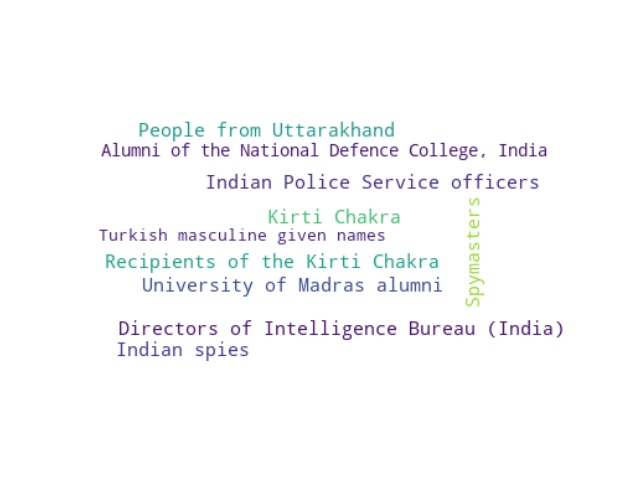 People from Uttarakhand
Alumni of the National Defence College, India
Indian Police Service officers
Kirti Chakra
Spymasters
Turkish masculine given names
Recipients of the Kirti Chakra
University of Madras alumni
Directors of Intelligence Bureau (India)
Indian spies